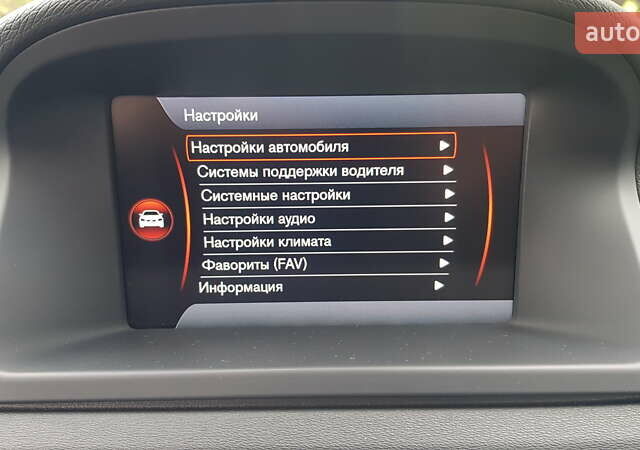 auto
Настройки
Настройки автомобиля
Системы поддержки водителя
Системные настройки
Настройки аудио
Настройки климата
Фавориты (FAV)
Информация